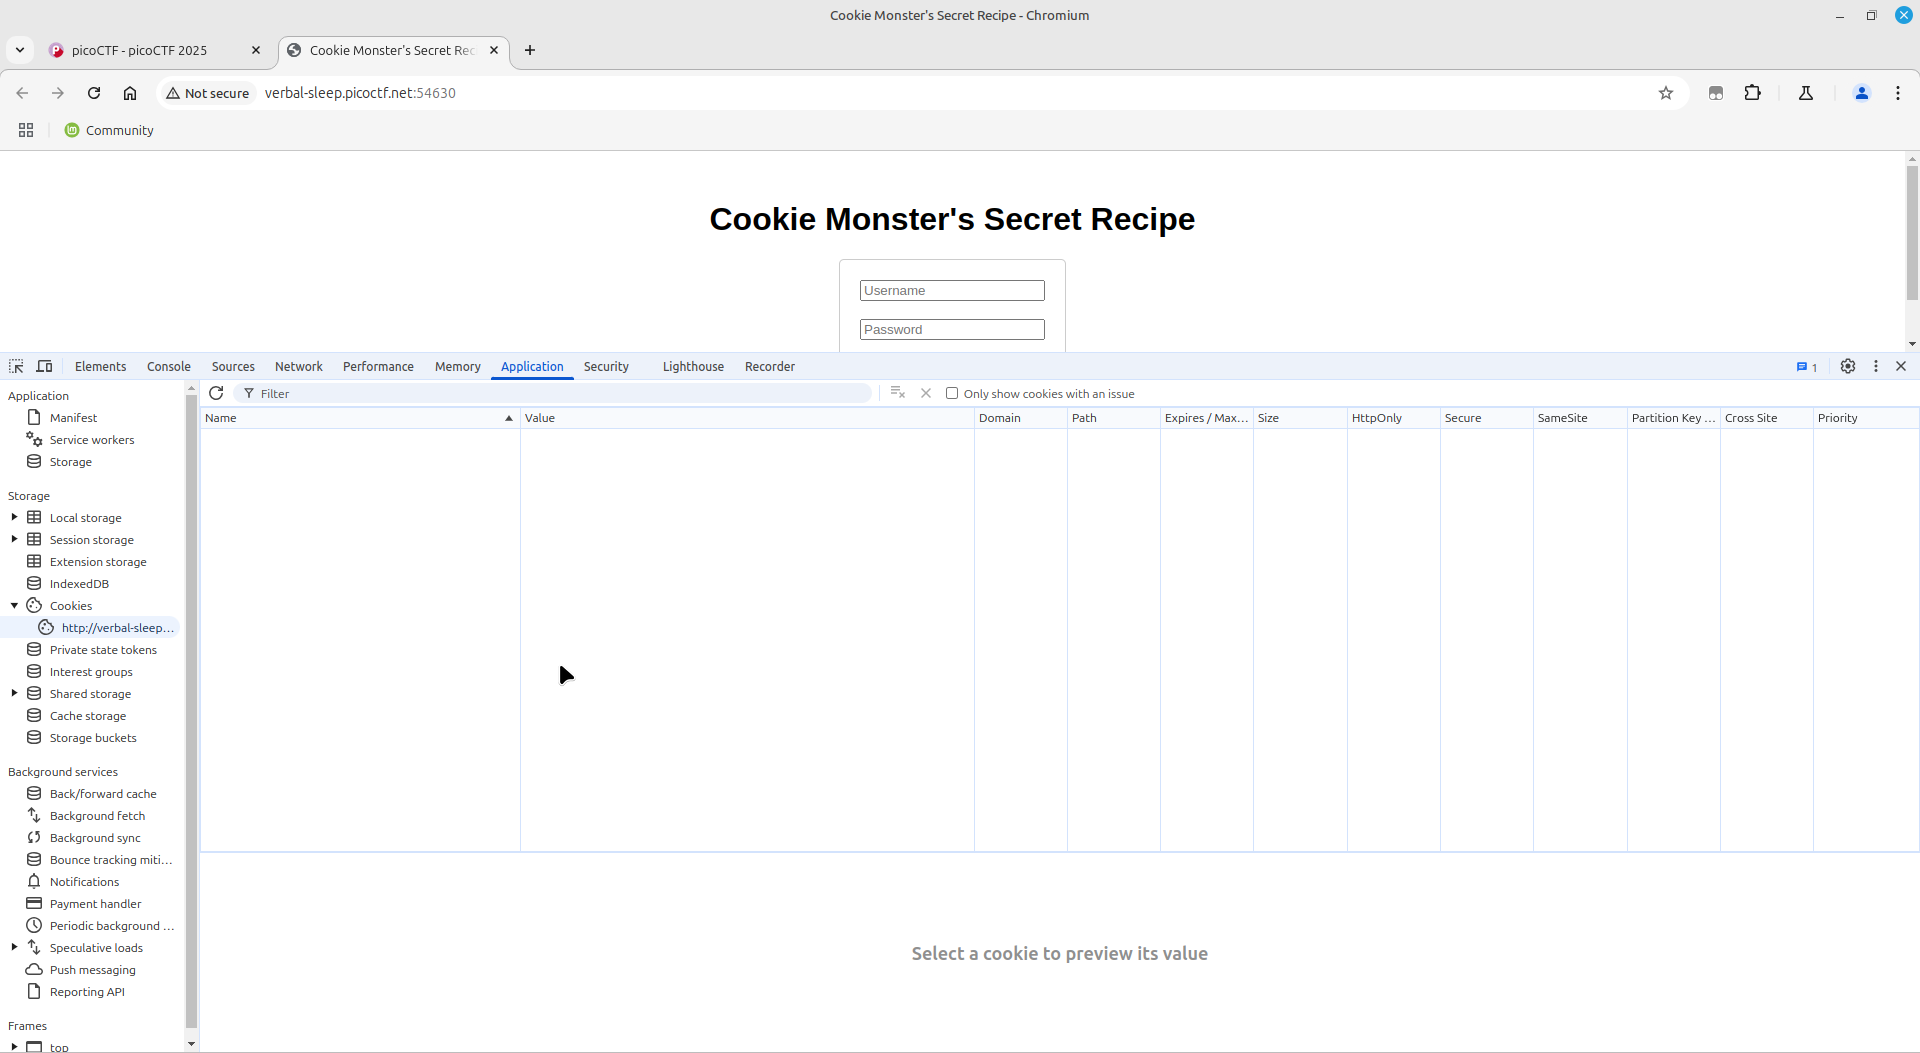 Cookie Monster's Secret Recipe - Chromium
picoCTF - picoCTF 2025
Cookie Monster's Secret Rec
Not secure
verbal-sleep.picoctf.net:54630
Community
Cookie Monster's Secret Recipe
Username
Password
Elements Console Sources Network Performance Memory Application Security Lighthouse Recorder 1
Application
Manifest
Service workers
Storage
Storage
Local storage
Session storage
Extension storage
IndexedDB
Cookies
http://verbal-sleep…
Private state tokens
Interest groups
Shared storage
Cache storage
Storage buckets
Background services
Back/forward cache
Background fetch
Background sync
Bounce tracking miti…
Notifications
Payment handler
Periodic background …
Speculative loads
Push messaging
Reporting API
Frames
top
Filter
Only show cookies with an issue
Name Value Domain Path Expires / Max… Size HttpOnly Secure SameSite Partition Key … Cross Site Priority
Select a cookie to preview its value